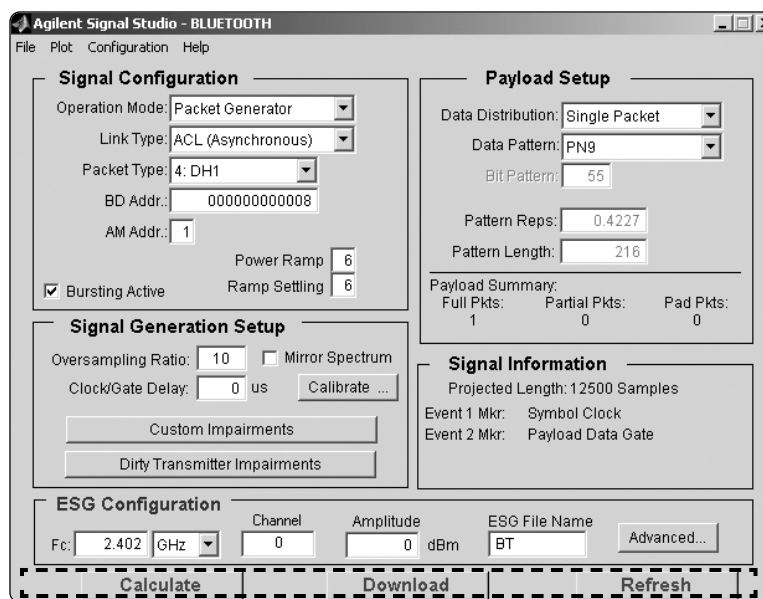 Agilent Signal Studio - BLUETOOTH
File Plot Configuration Help
Signal Configuration
Operation Mode: Packet Generator
Link Type: ACL (Asynchronous)
Packet Type: 4: DH1
BD Addr.: 000000000008
AM Addr.: 1
Power Ramp 6
Bursting Active Ramp Settling 6
Payload Setup
Data Distribution: Single Packet
Data Pattern: PN9
Bit Pattern: 55
Pattern Reps: 0.4227
Pattern Length: 216
Payload Summary:
Full Pkts: Partial Pkts: Pad Pkts:
1 0 0
Signal Generation Setup
Oversampling Ratio: 10 Mirror Spectrum
Clock/Gate Delay: 0 us Calibrate ...
Custom Impairments
Dirty Transmitter Impairments
Signal Information
Projected Length: 12500 Samples
Event 1 Mkr: Symbol Clock
Event 2 Mkr: Payload Data Gate
ESG Configuration
Channel Amplitude ESG File Name
Fc: 2.402 GHz 0 0 dBm BT Advanced...
Calculate Download Refresh